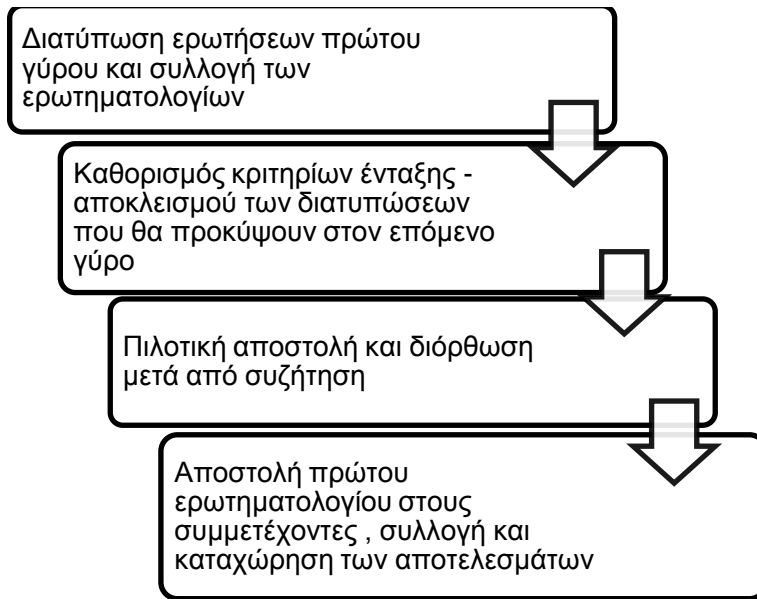 Διατύπωση ερωτήσεων πρώτου
γύρου και συλλογή των
ερωτηματολογίων
Καθορισμός κριτηρίων ένταξης -
αποκλεισμού των διατυπώσεων
που θα προκύψουν στον επόμενο
γύρο
Πιλοτική αποστολή και διόρθωση
μετά από συζήτηση
Αποστολή πρώτου
ερωτηματολογίου στους
συμμετέχοντες , συλλογή και
καταχώρηση των αποτελεσμάτων